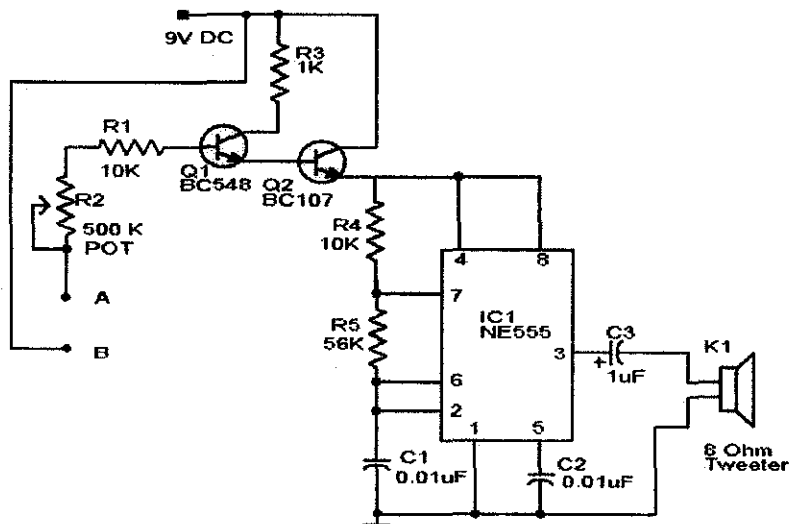 9V DC
R3
1K
R1
10K
Q1
BC548
Q2
BC107
R2
500 K
POT
R4
10K
4
8
A
7
IC1
NE555
R5
56K
3
C3
+
1uF
K1
B
6
2
1
5
C1
0.01uF
C2
0.01uF
8 Ohm
Tweeter